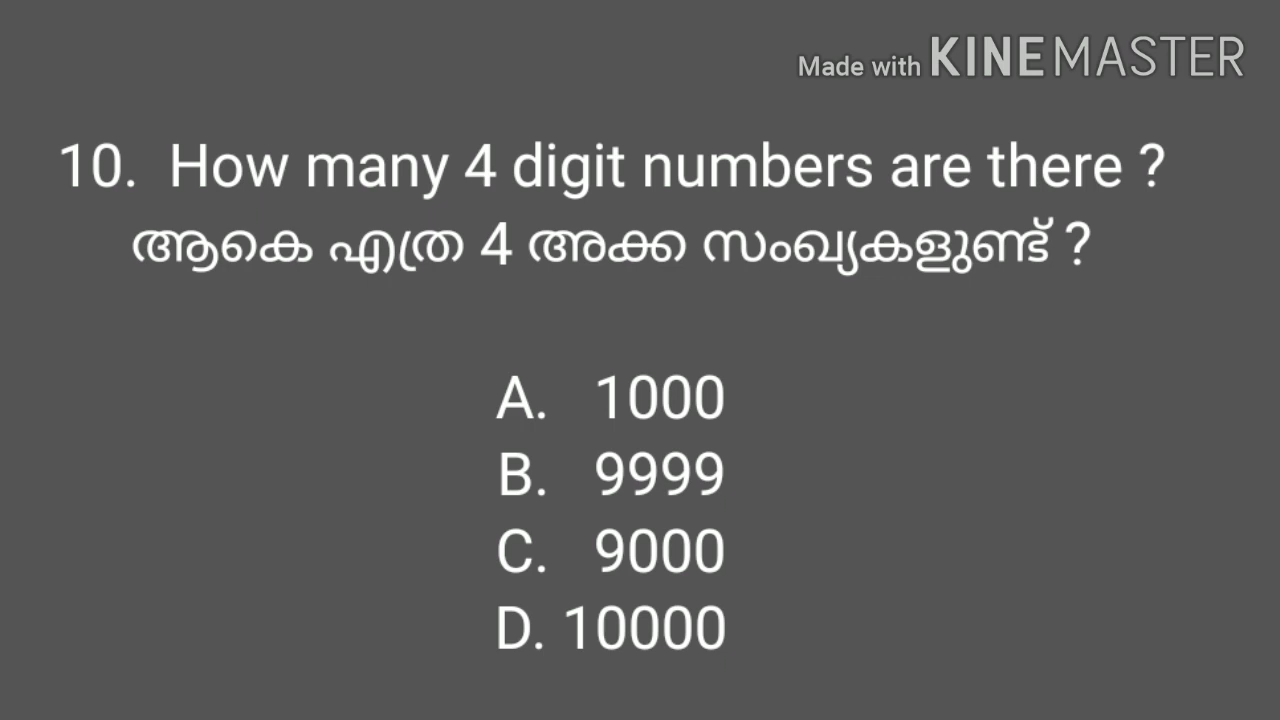 Made with KINEMASTER
10. How many 4 digit numbers are there ?
ആകെ എത്ര 4 അക്ക സംഖ്യകളുണ്ട് ?
A. 1000
B. 9999
C. 9000
D. 10000